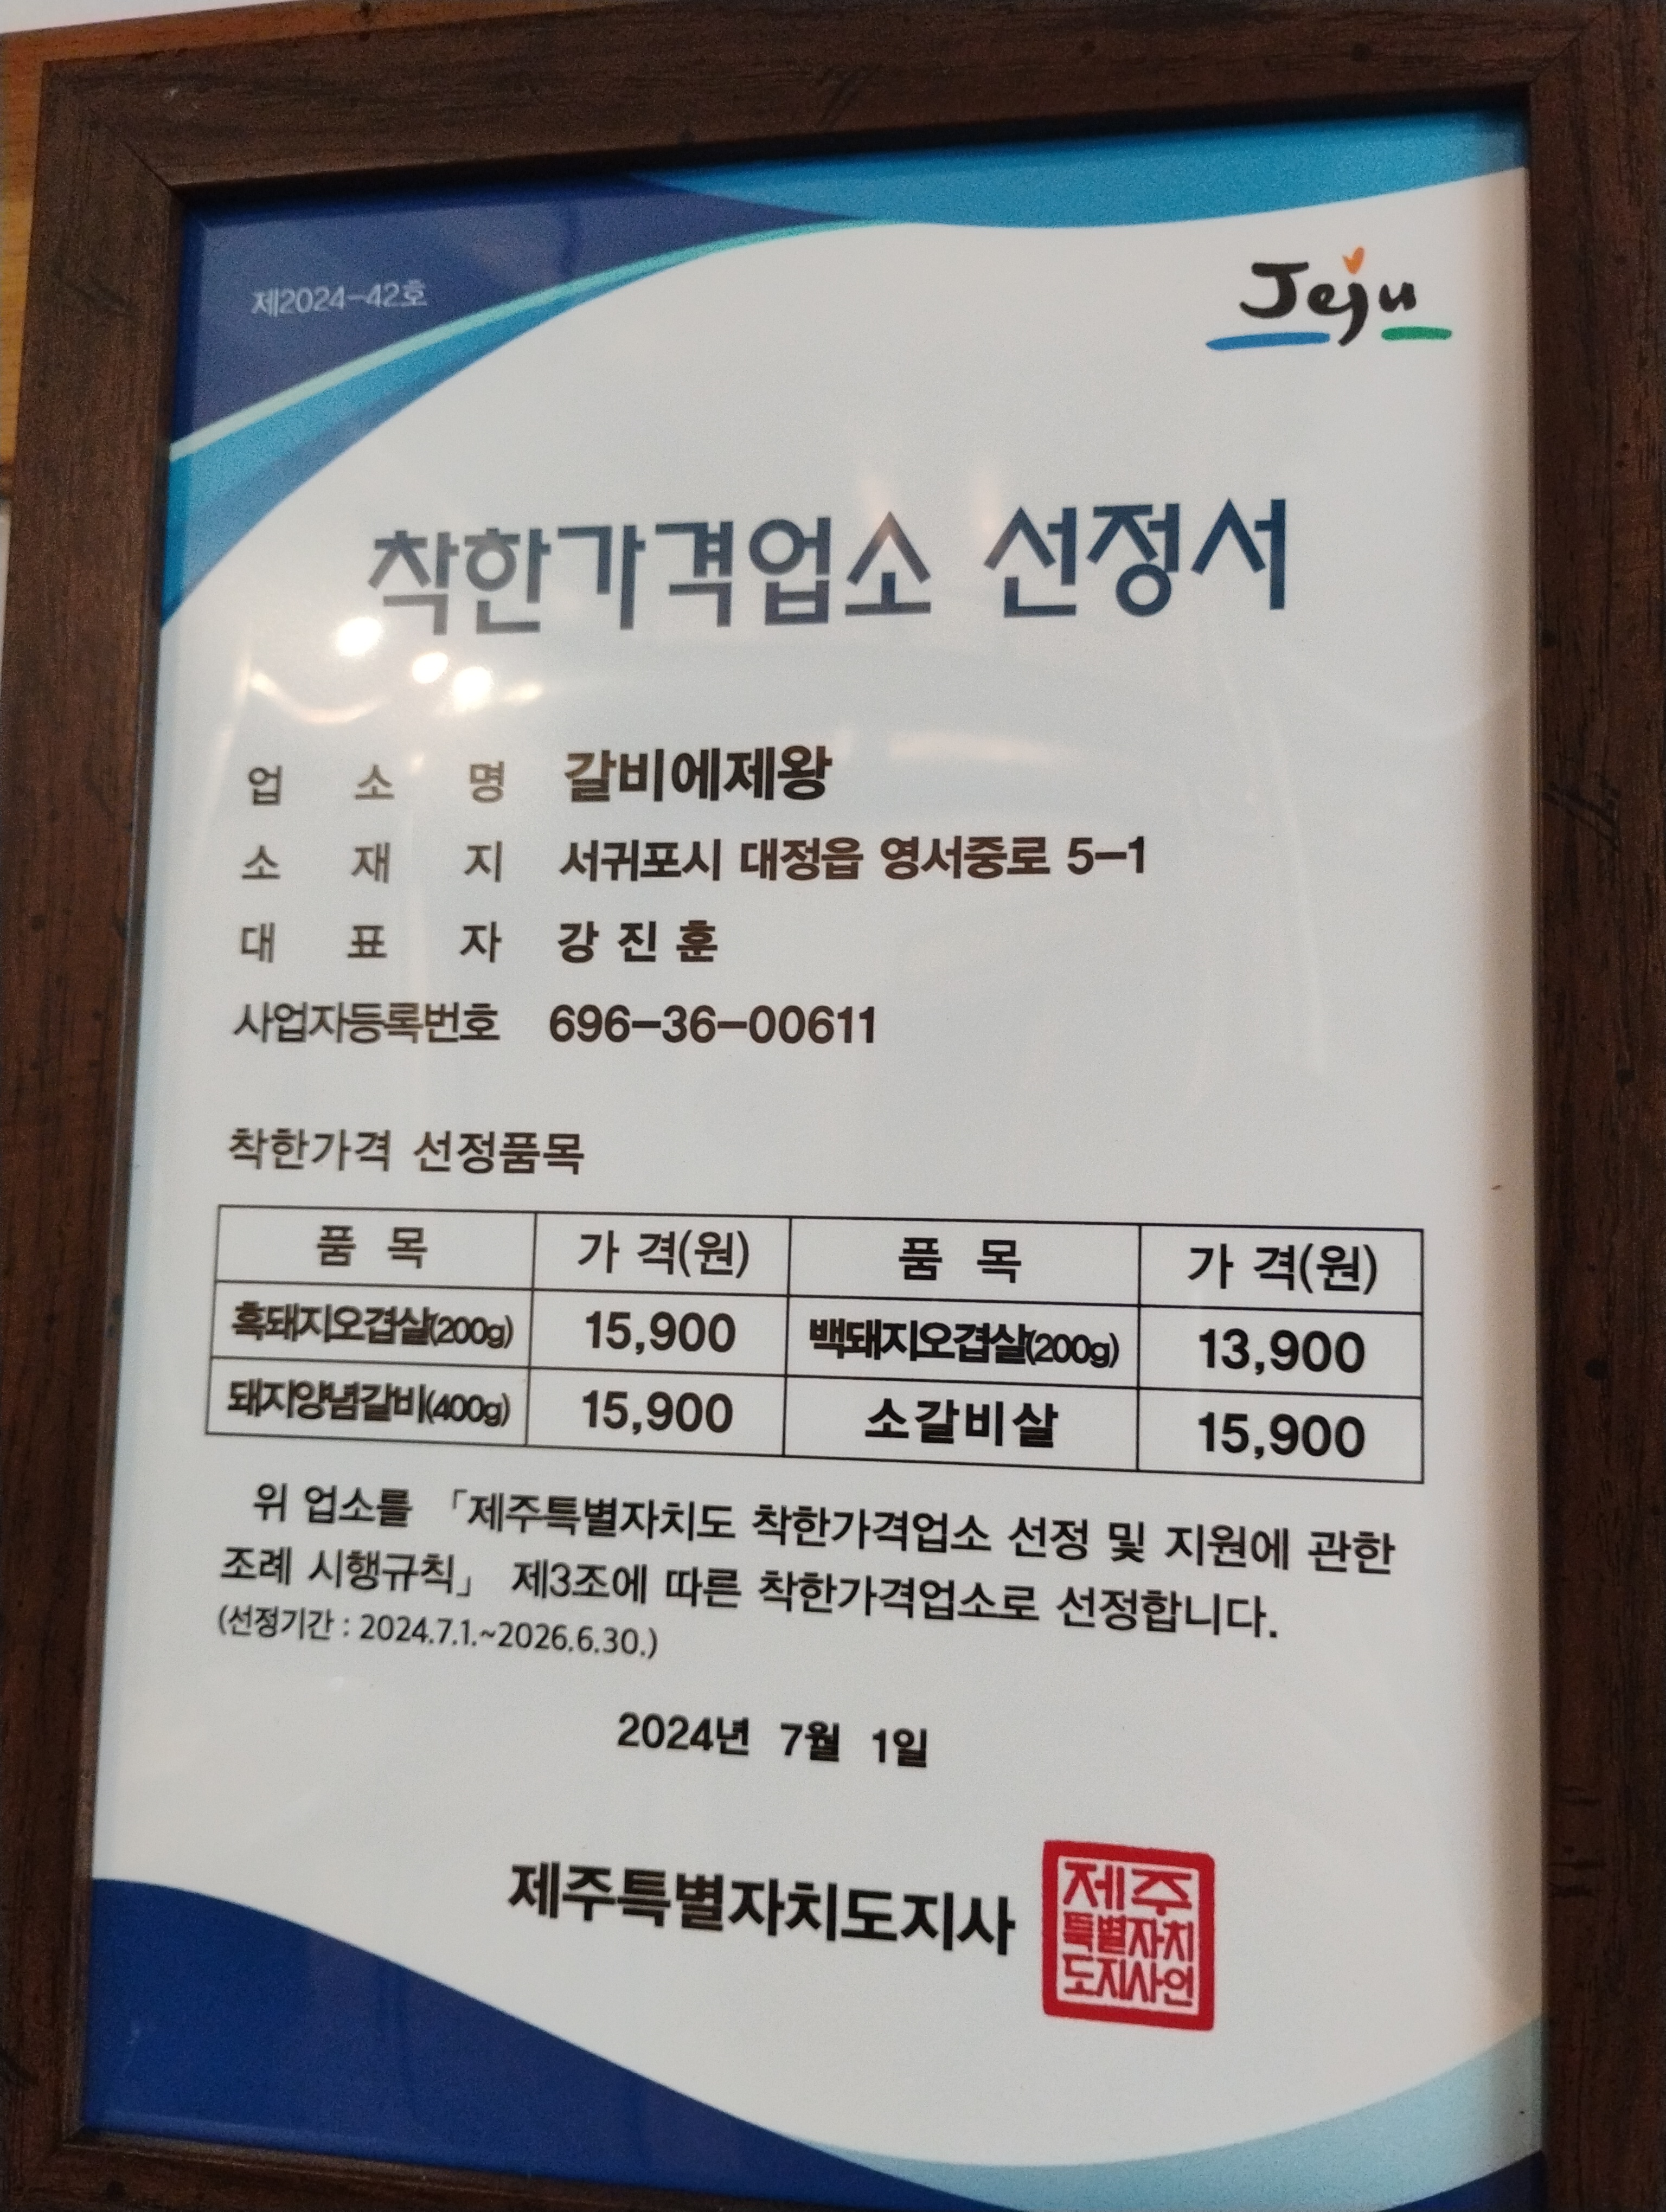 제2024-42호
Jeju
착한가격업소 선정서
업 소 명 갈비에제왕
소 재 지 서귀포시 대정읍 영서중로 5-1
대 표 자 강 진 훈
사업자등록번호 696-36-00611
착한가격 선정품목
품 목 가 격(원) 품 목 가 격(원)
흑돼지오겹살(200g) 15,900 백돼지오겹살(200g) 13,900
돼지양념갈비(400g) 15,900 소갈비살 15,900
위 업소를 「제주특별자치도 착한가격업소 선정 및 지원에 관한
조례 시행규칙」 제3조에 따른 착한가격업소로 선정합니다.
(선정기간 : 2024.7.1.~2026.6.30.)
2024년 7월 1일
제주특별자치도지사
제주
특별자치
도지사인